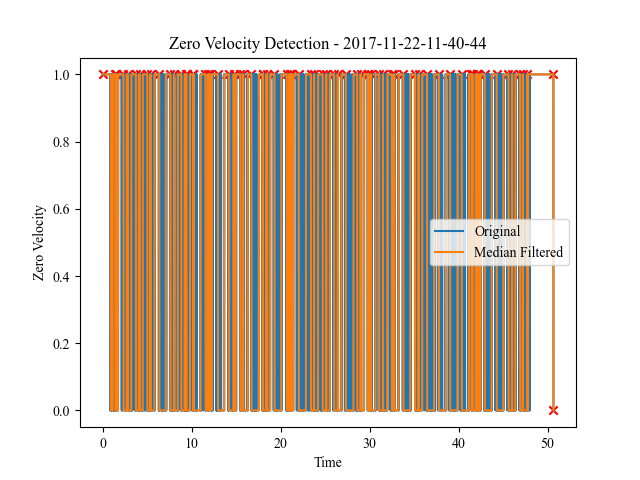 Zero Velocity Detection - 2017-11-22-11-40-44
1.0
0.8
0.6
0.4
0.2
0.0
Zero Velocity
Original
Median Filtered
0 10 20 30 40 50
Time